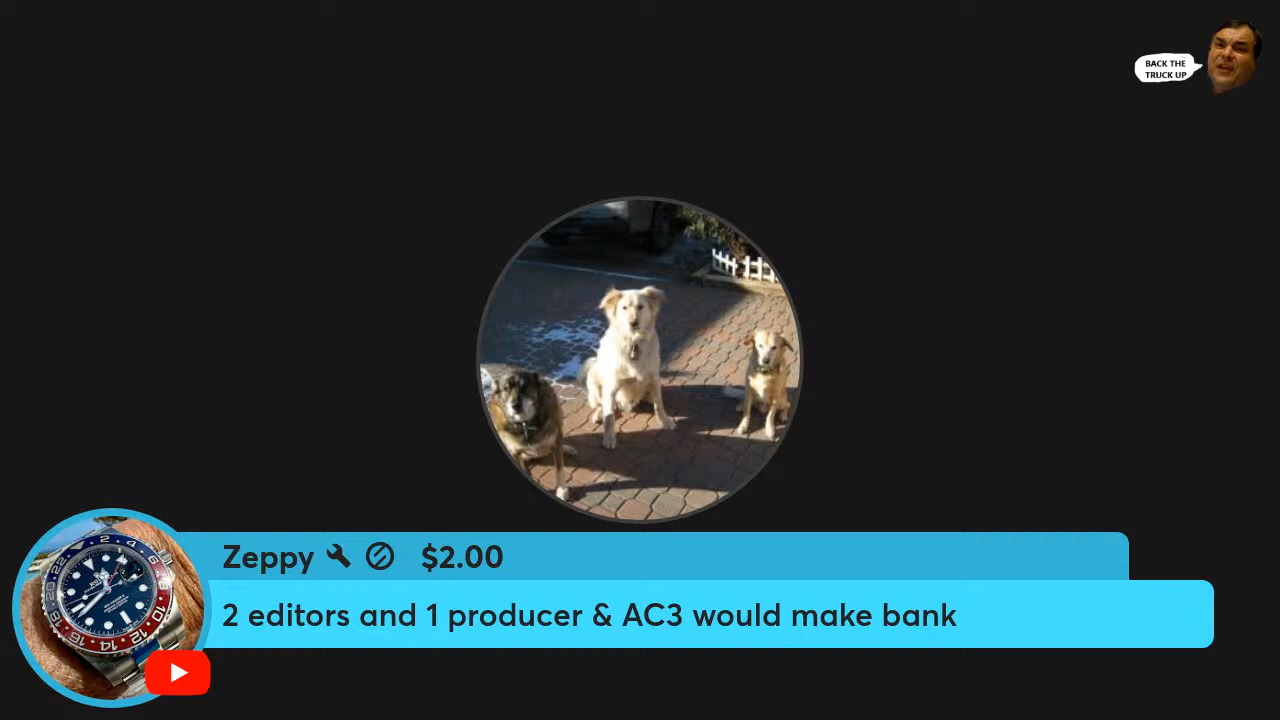 BACK THE
TRUCK UP
Zeppy $2.00
2 editors and 1 producer & AC3 would make bank